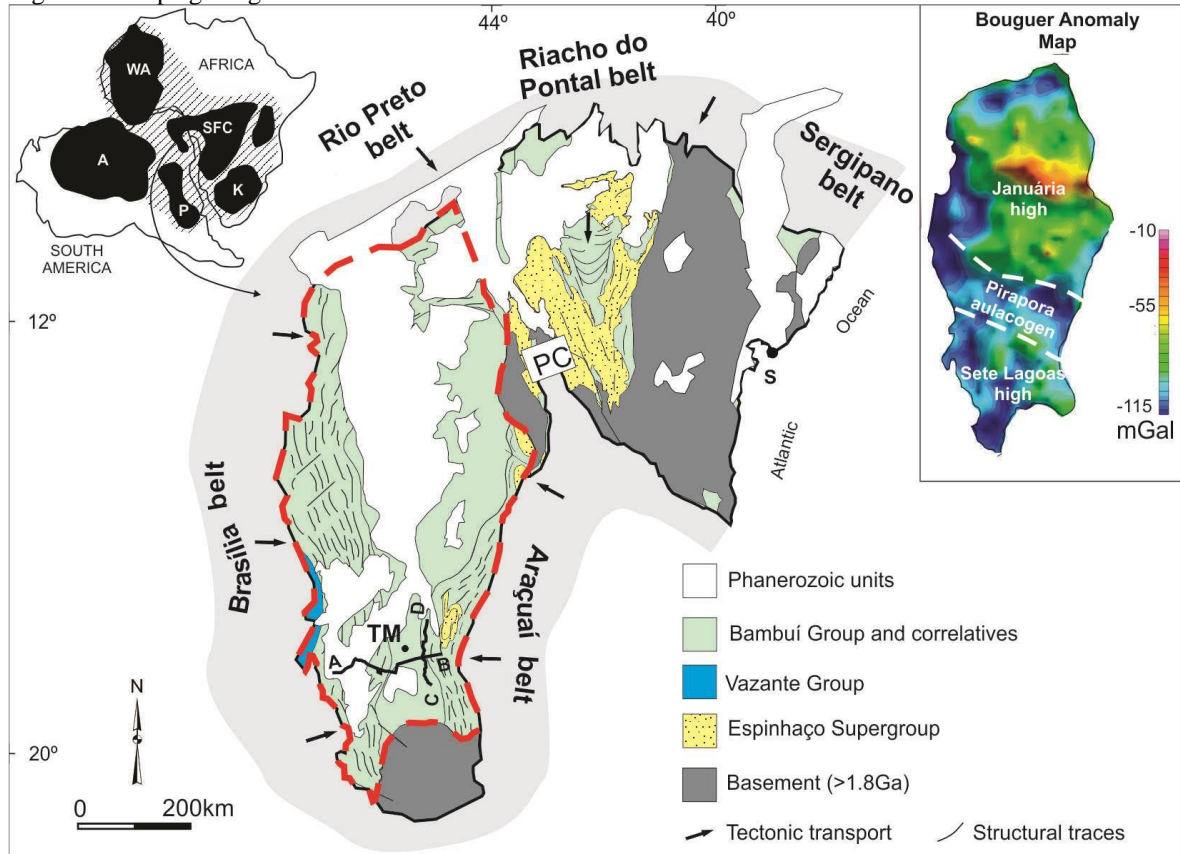 44º
40º
WA
AFRICA
SFC
A
K
P
SOUTH
AMERICA
Rio Preto
belt
Riacho do
Pontal belt
Sergipano
belt
12º
PC
Ocean
S
Atlantic
Brasília belt
Araçuaí belt
TM
A
B
C
D
N
20º
0 200km
Bouguer Anomaly
Map
Januária
high
Pirapora
aulacogen
Sete Lagoas
high
-10
-55
-115
mGal
Phanerozoic units
Bambuí Group and correlatives
Vazante Group
Espinhaço Supergroup
Basement (>1.8Ga)
Tectonic transport
Structural traces